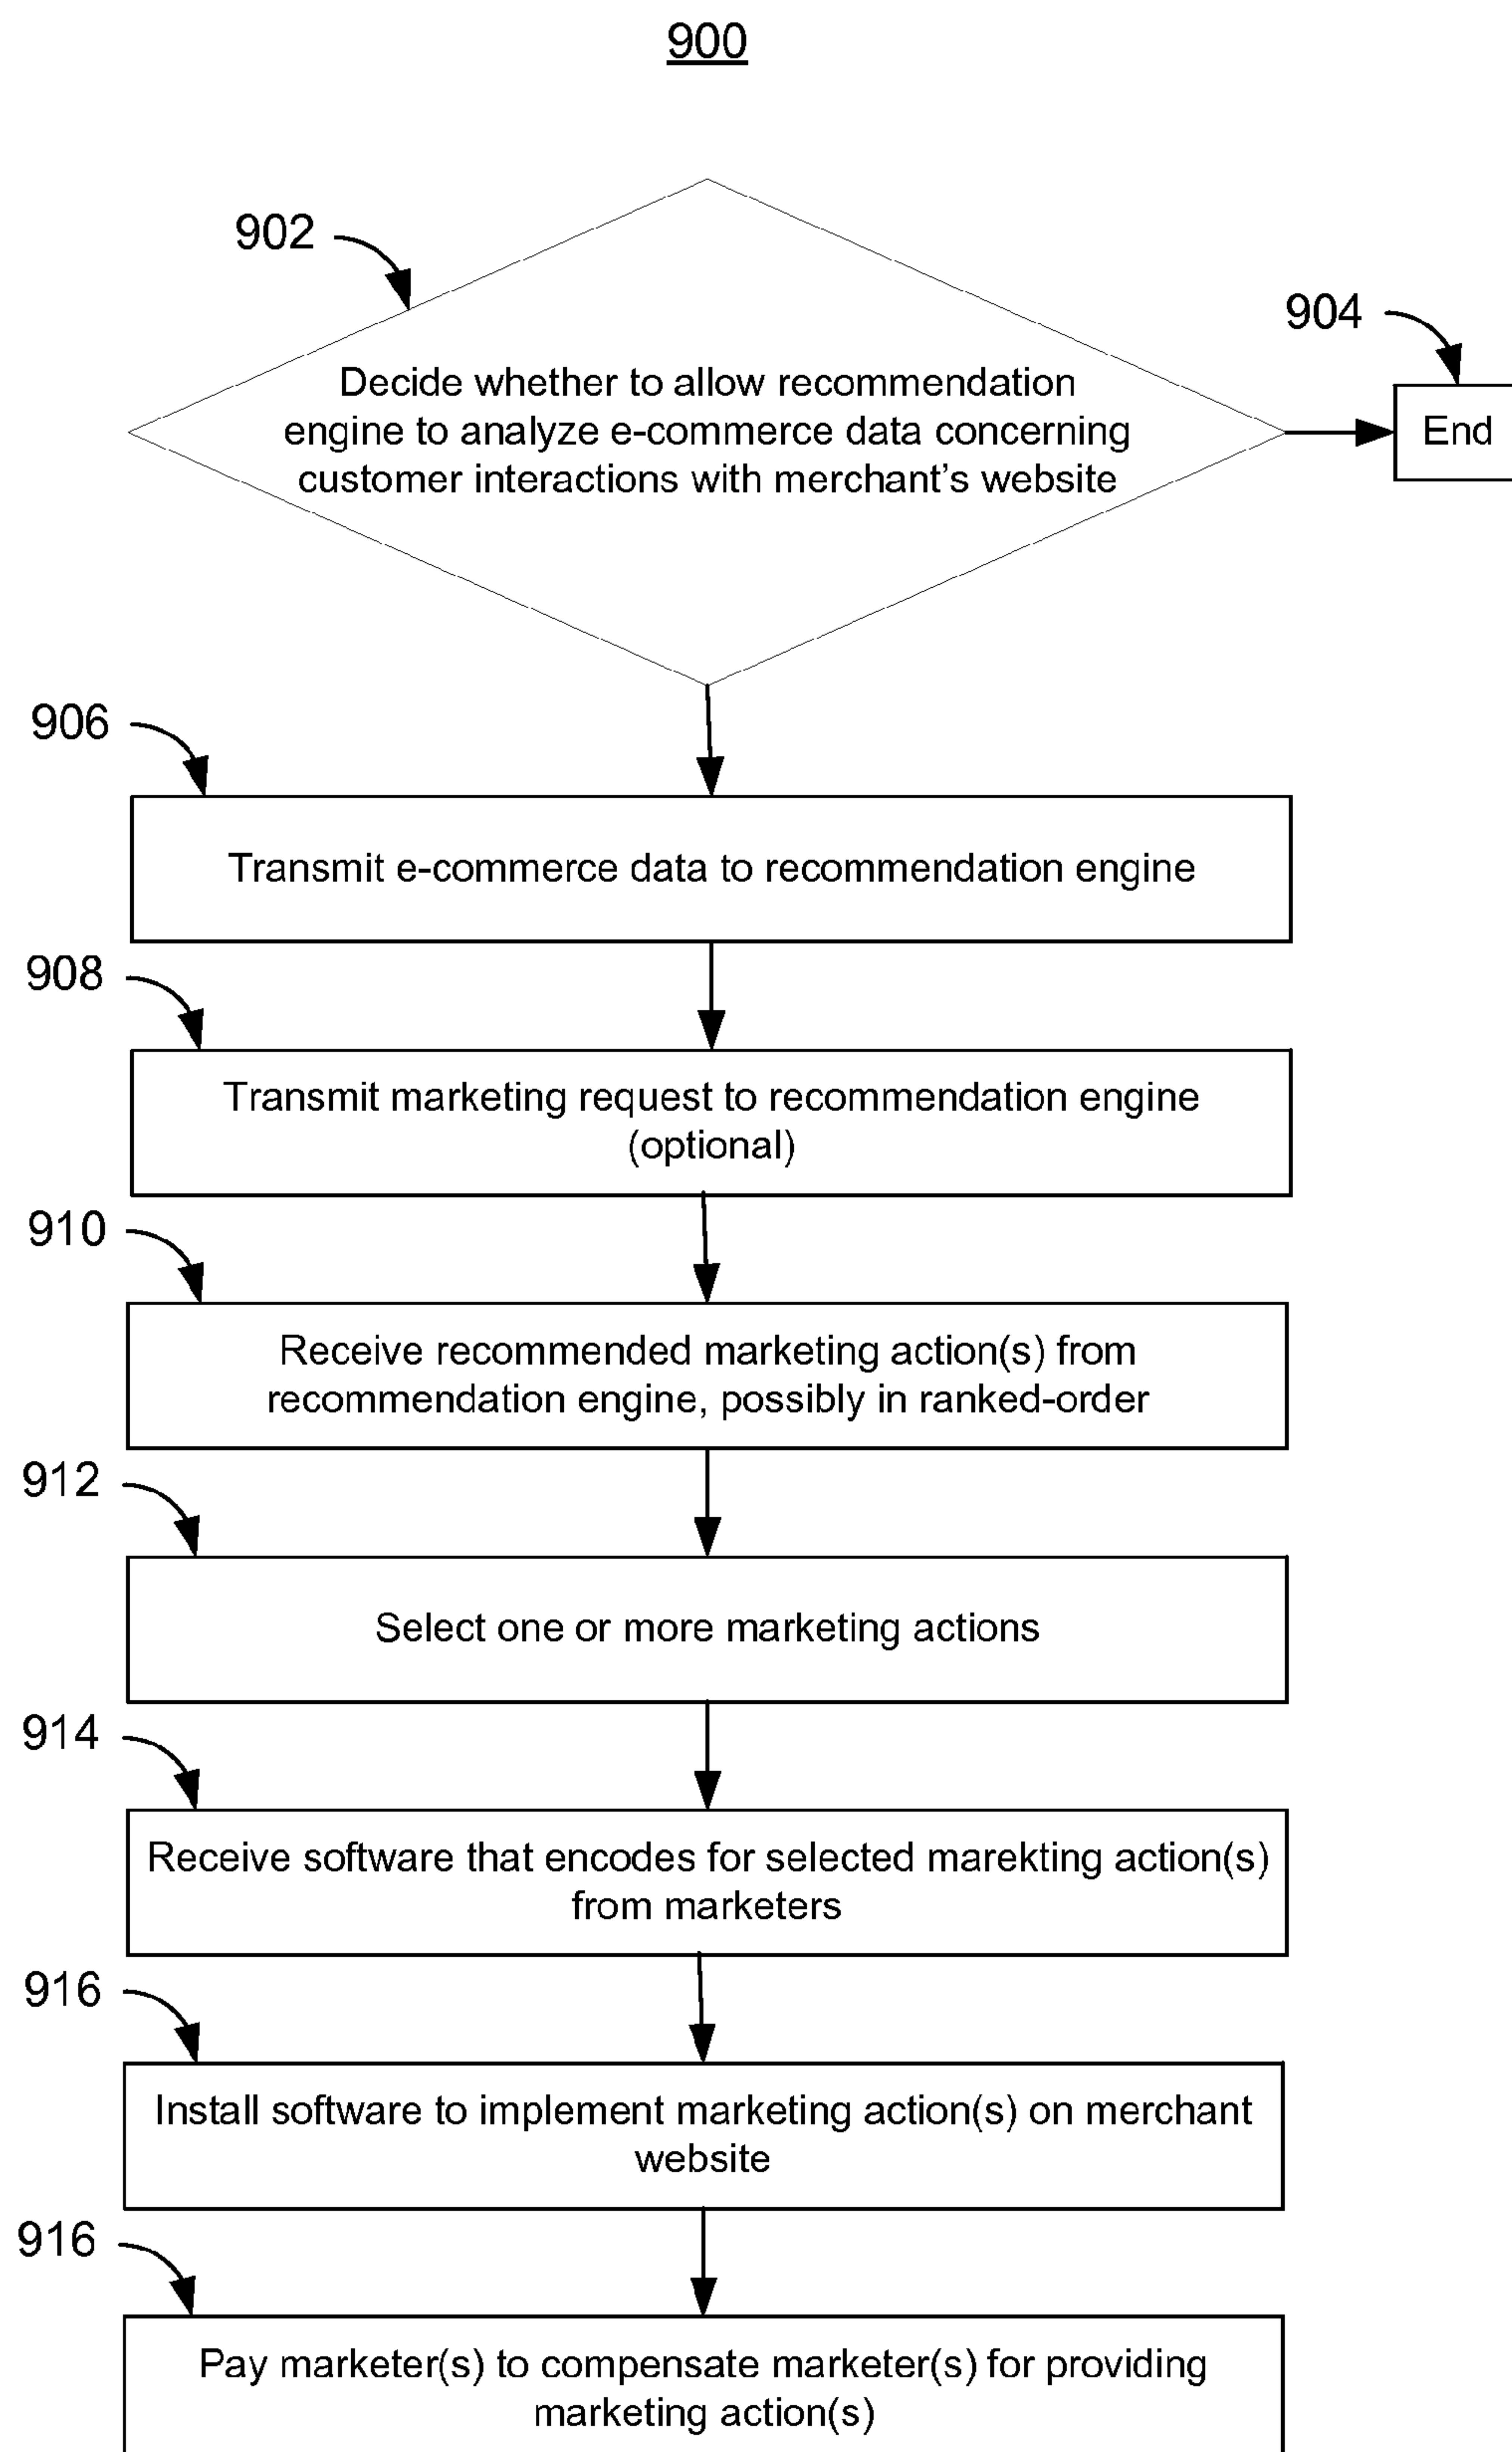 900
902
904
Decide whether to allow recommendation
engine to analyze e-commerce data concerning
customer interactions with merchant's website
End
906
Transmit e-commerce data to recommendation engine
908
Transmit marketing request to recommendation engine
(optional)
910
Receive recommended marketing action(s) from
recommendation engine, possibly in ranked-order
912
Select one or more marketing actions
914
Receive software that encodes for selected marekting action(s)
from marketers
916
Install software to implement marketing action(s) on merchant
website
916
Pay marketer(s) to compensate marketer(s) for providing
marketing action(s)